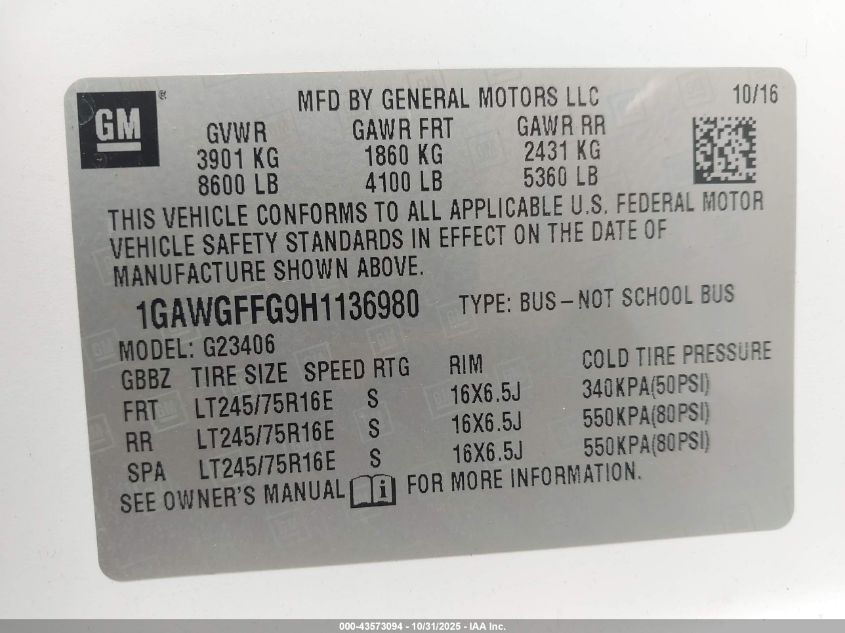 GM ® MFD BY GENERAL MOTORS LLC 10/16
GVWR GAWR FRT GAWR RR
3901 KG 1860 KG 2431 KG
8600 LB 4100 LB 5360 LB
THIS VEHICLE CONFORMS TO ALL APPLICABLE U.S. FEDERAL MOTOR
VEHICLE SAFETY STANDARDS IN EFFECT ON THE DATE OF
MANUFACTURE SHOWN ABOVE.
1GAWGFFG9H1136980 TYPE: BUS–NOT SCHOOL BUS
MODEL: G23406
GBBZ TIRE SIZE SPEED RTG RIM COLD TIRE PRESSURE
FRT LT245/75R16E S 16X6.5J 340KPA(50PSI)
RR LT245/75R16E S 16X6.5J 550KPA(80PSI)
SPA LT245/75R16E S 16X6.5J 550KPA(80PSI)
SEE OWNER'S MANUAL i FOR MORE INFORMATION.
000-43573094 - 10/31/2025 - IAA Inc.